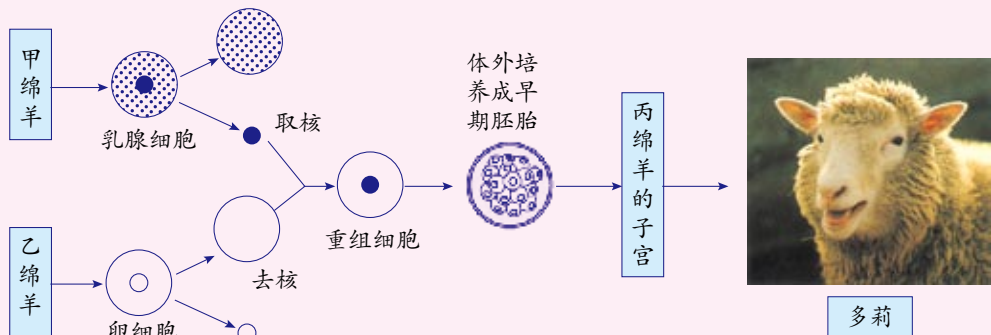 甲绵羊
乳腺细胞
取核
体外培
养成早
期胚胎
丙绵羊的子宫
重组细胞
乙绵羊
去核
卵细胞
多莉